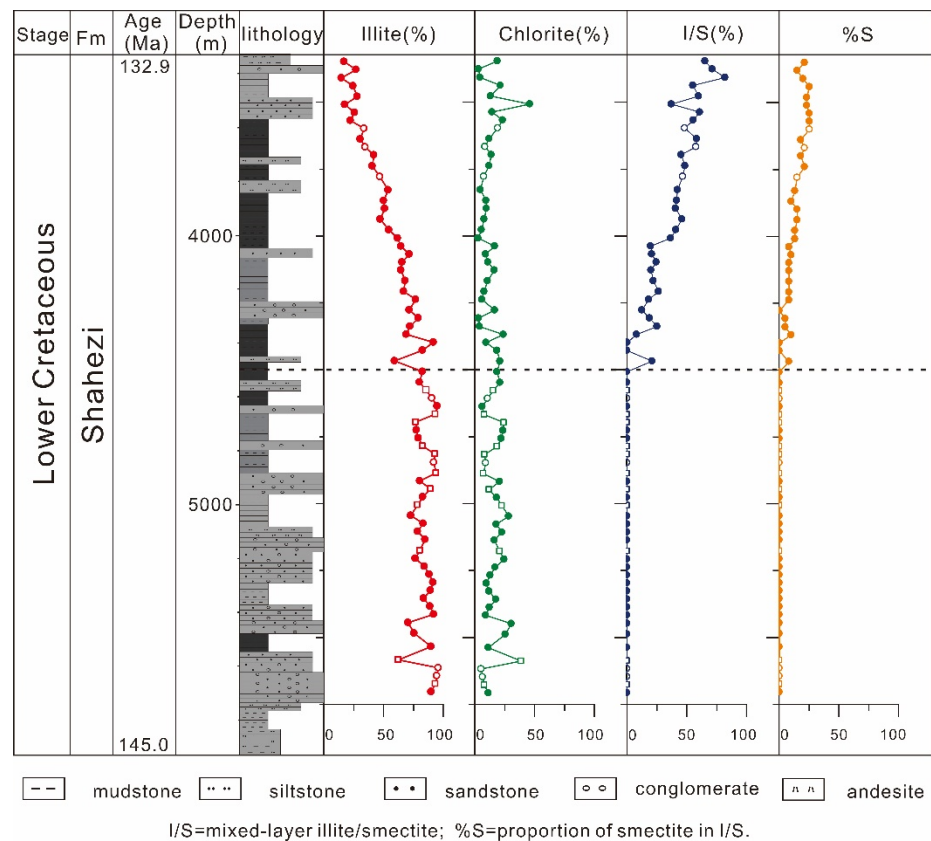 Stage Fm Age (Ma) Depth (m) lithology Illite(%) Chlorite(%) I/S(%) %S
132.9
Lower Cretaceous
Shahezi
4000
5000
145.0
0 50 100 0 50 100 0 50 100 0 50 100
mudstone siltstone sandstone conglomerate andesite
I/S=mixed-layer illite/smectite; %S=proportion of smectite in I/S.